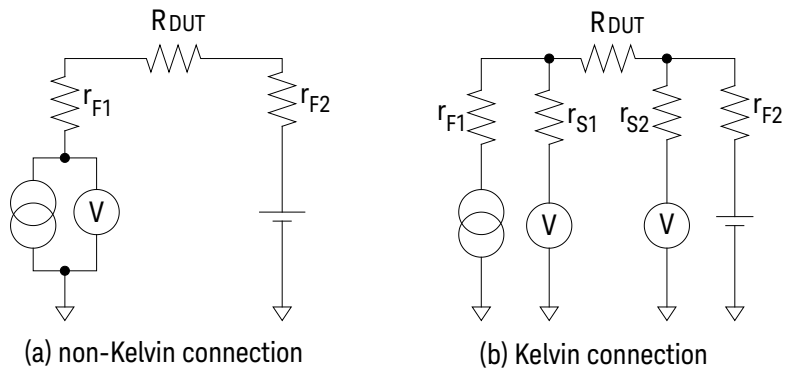 RDUT
rF1
rF2
V
(a) non-Kelvin connection
RDUT
rF1
rS1
rS2
rF2
V
V
(b) Kelvin connection